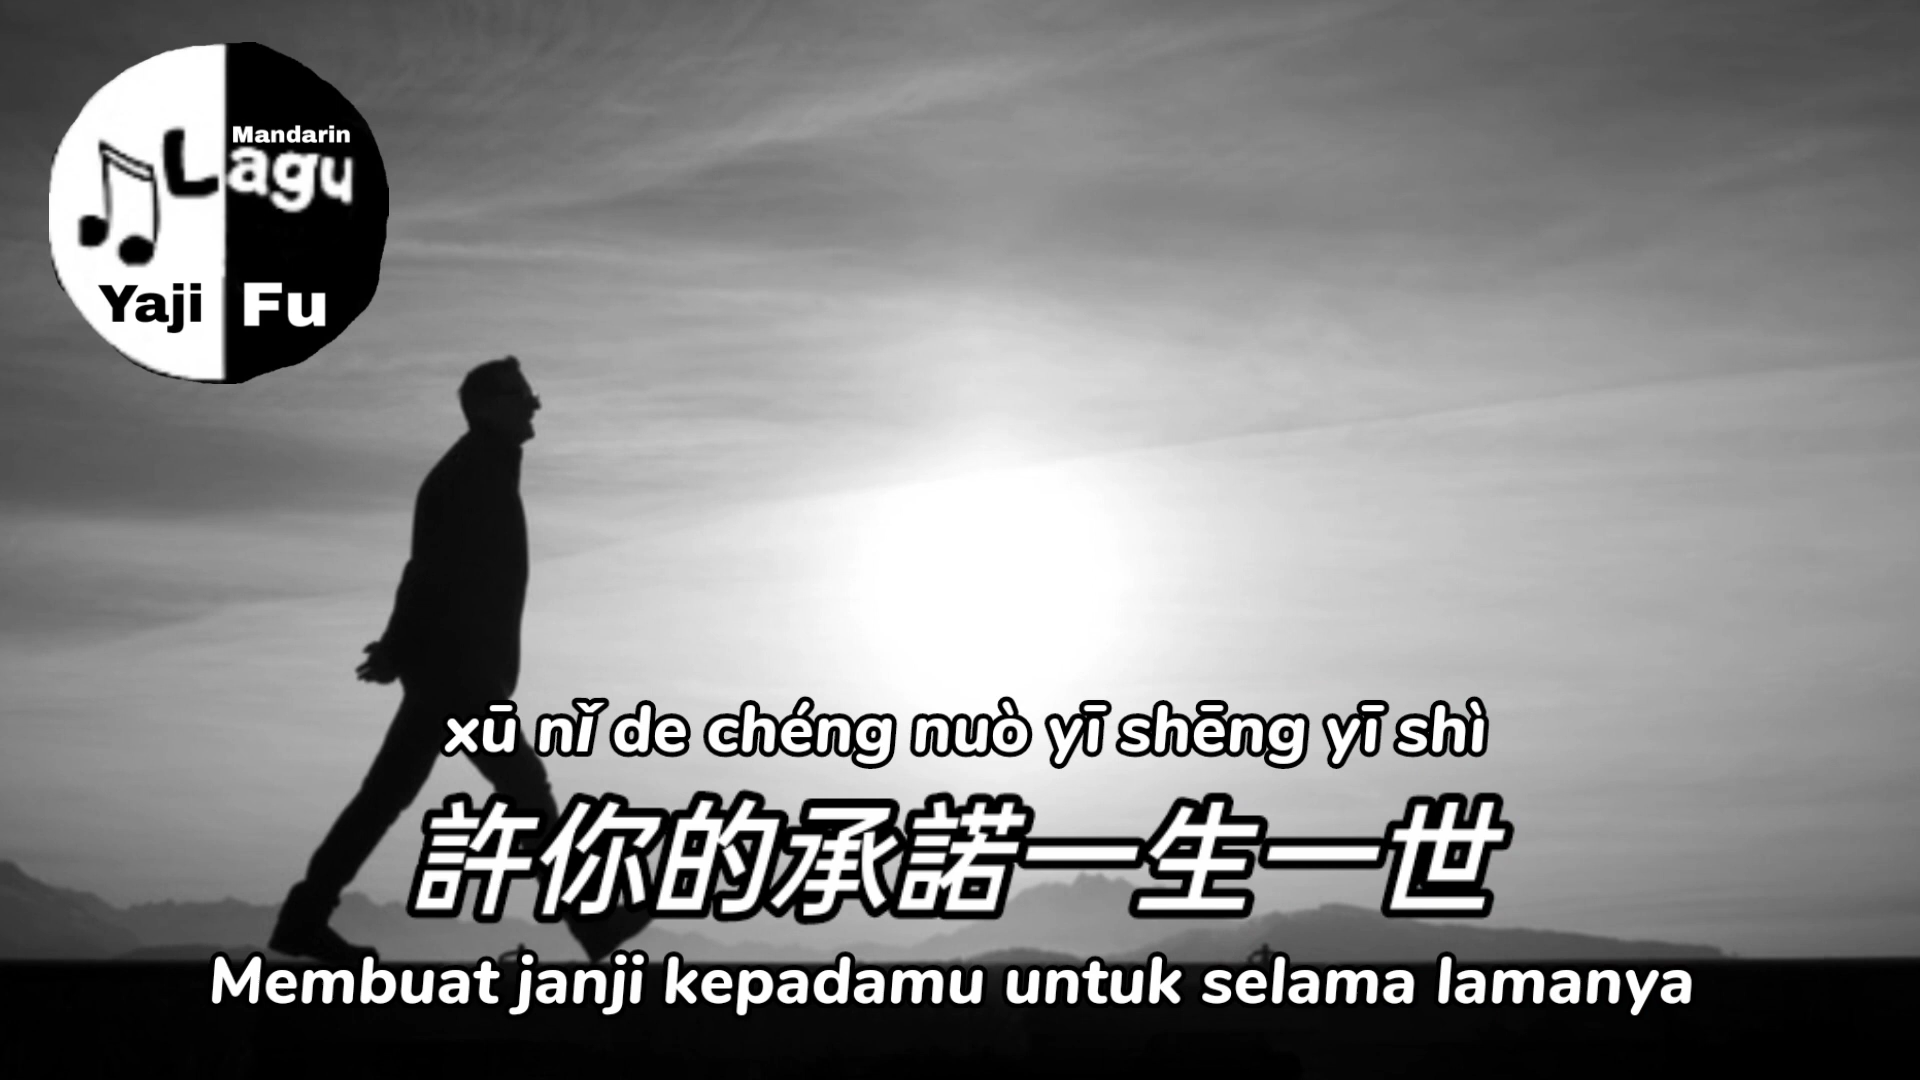 Mandarin
Lagu
Yaji Fu
xū nǐ de chéng nuò yī shēng yī shì
許你的承諾一生一世
Membuat janji kepadamu untuk selama lamanya